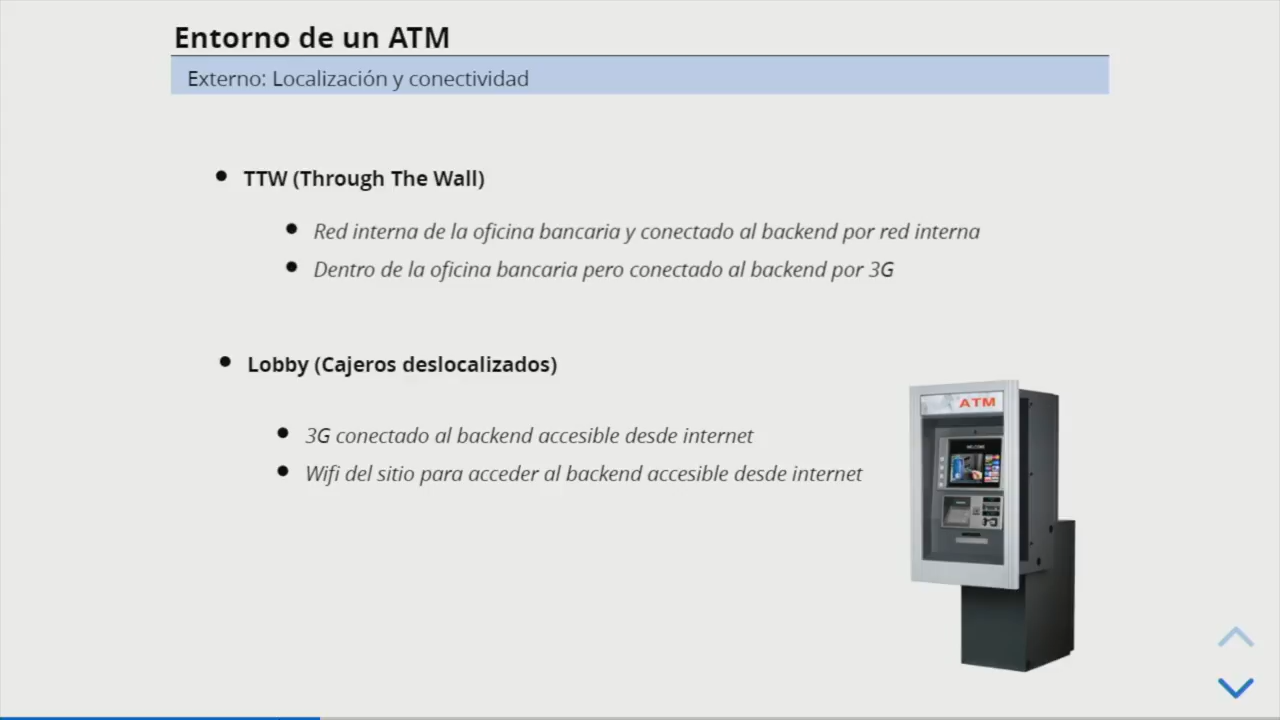 Entorno de un ATM
Externo: Localización y conectividad
TTW (Through The Wall)
Red interna de la oficina bancaria y conectado al backend por red interna
Dentro de la oficina bancaria pero conectado al backend por 3G
Lobby (Cajeros deslocalizados)
3G conectado al backend accesible desde internet
Wifi del sitio para acceder al backend accesible desde internet
ATM
WELCOME